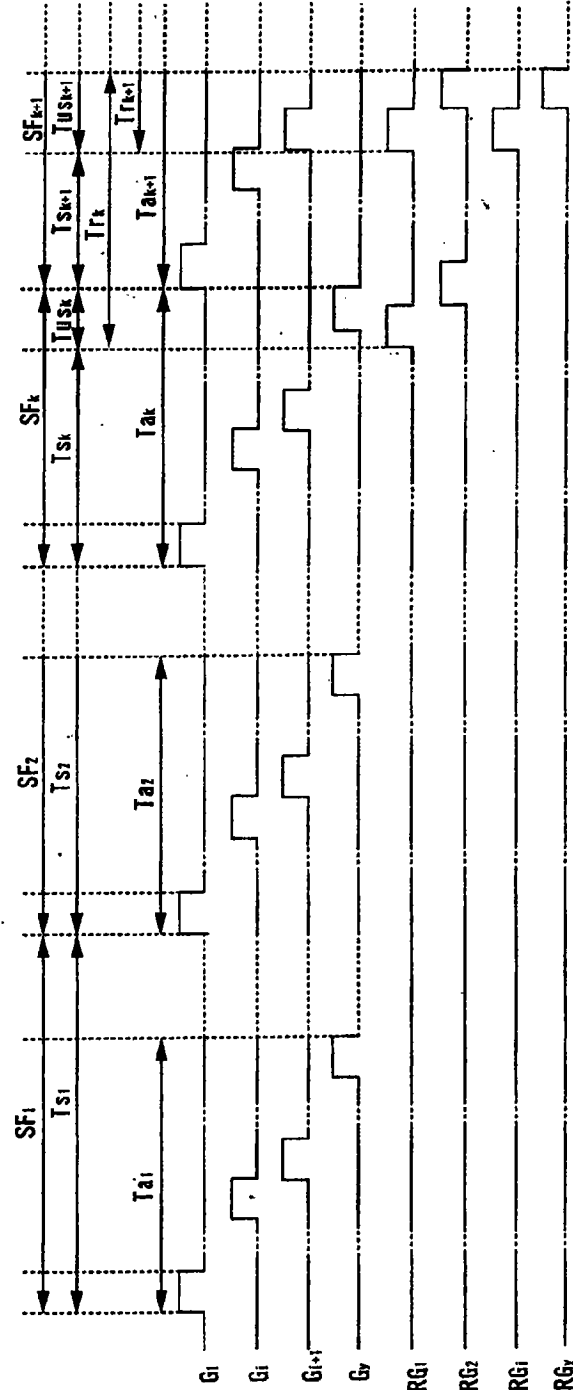 SF1 SF2 SFk SFk+1
Ts1 Ts2 Tsk Tusk Tsk+1 Tusk+1
Trk
Trk+1
Ta1 Ta2 Tak Tak+1
G1
Gi
Gi+1
Gy
RG1
RG2
RGi
RGy